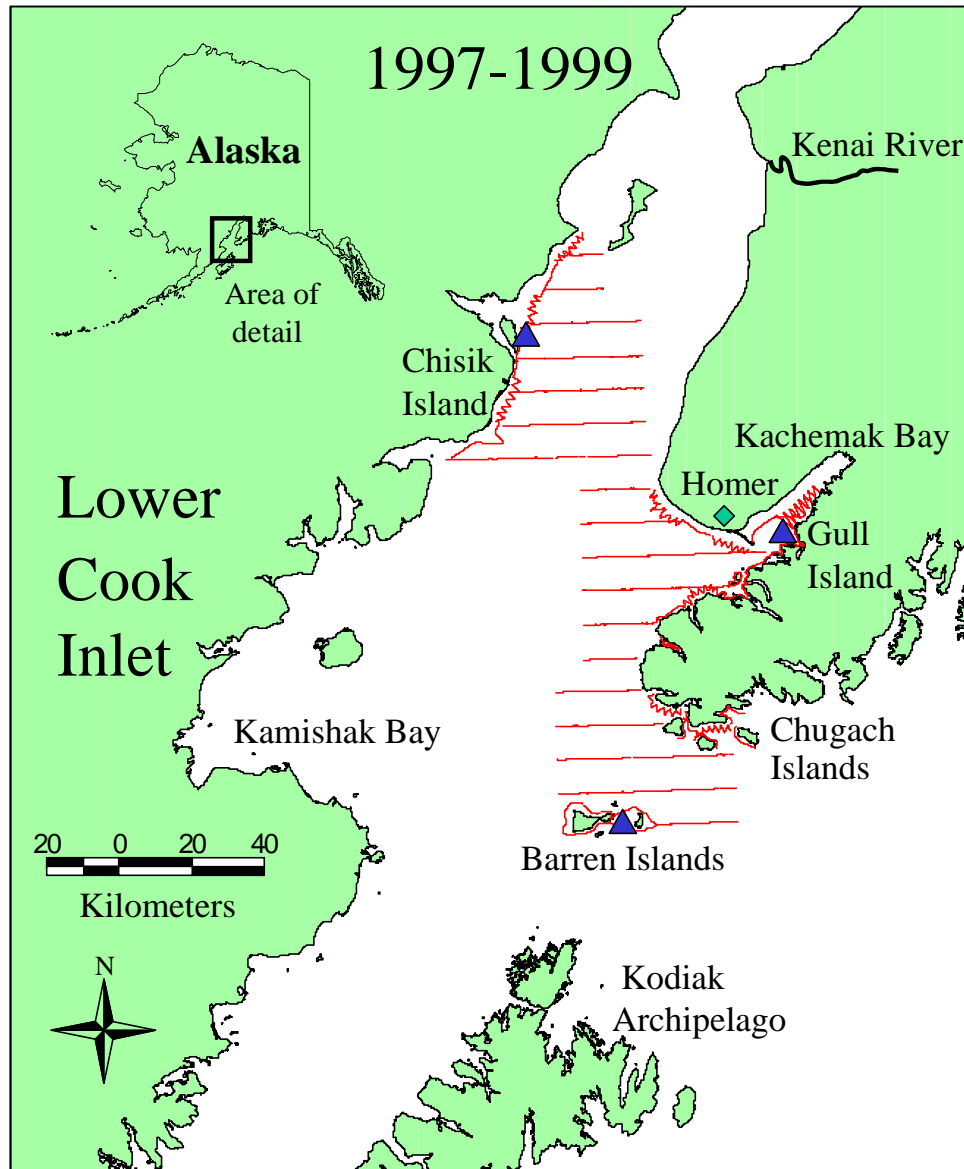 1997-1999
Kenai River
Alaska
Area of
detail
Chisik
Island
Kachemak Bay
Homer
Gull
Island
Lower
Cook
Inlet
Kamishak Bay
Chugach
Islands
20 0 20 40
Kilometers
Barren Islands
N
Kodiak
Archipelago